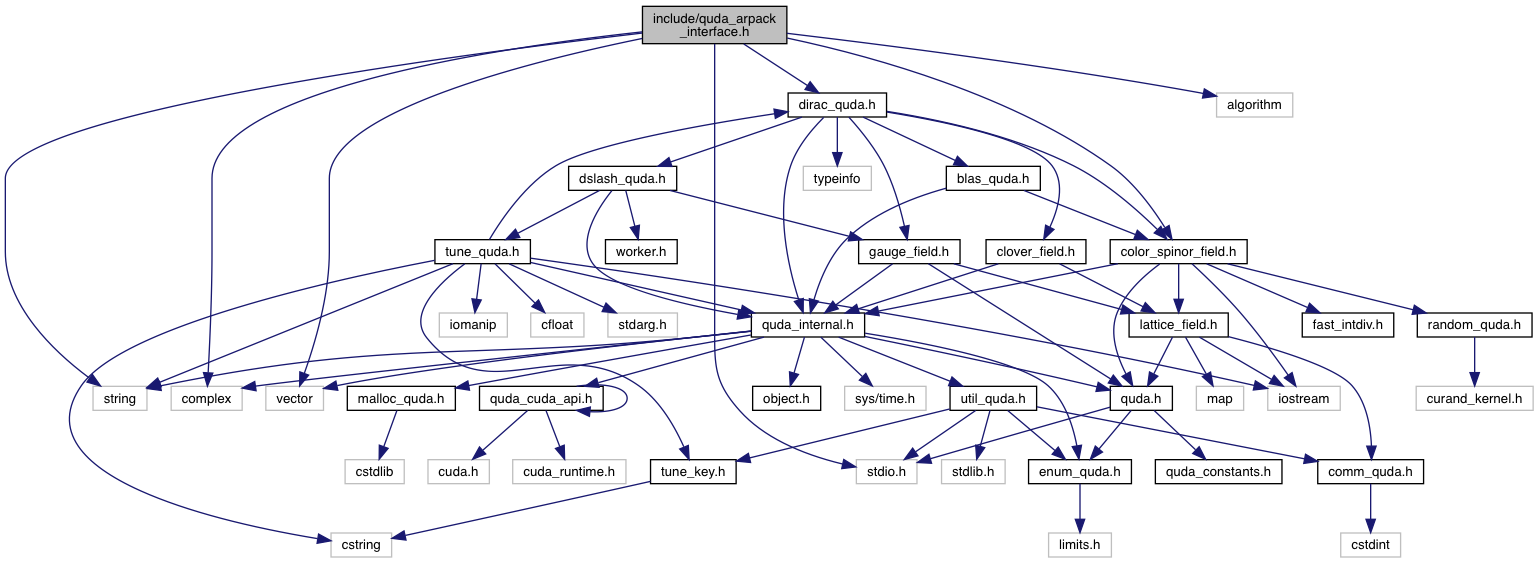 include/quda_arpack
_interface.h
dirac_quda.h
algorithm
dslash_quda.h
typeinfo
blas_quda.h
tune_quda.h
worker.h
gauge_field.h
clover_field.h
color_spinor_field.h
iomanip
cfloat
stdarg.h
quda_internal.h
lattice_field.h
fast_intdiv.h
random_quda.h
string
complex
vector
malloc_quda.h
quda_cuda_api.h
object.h
sys/time.h
util_quda.h
quda.h
map
iostream
curand_kernel.h
cstdlib
cuda.h
cuda_runtime.h
tune_key.h
stdio.h
stdlib.h
enum_quda.h
quda_constants.h
comm_quda.h
cstring
limits.h
cstdint